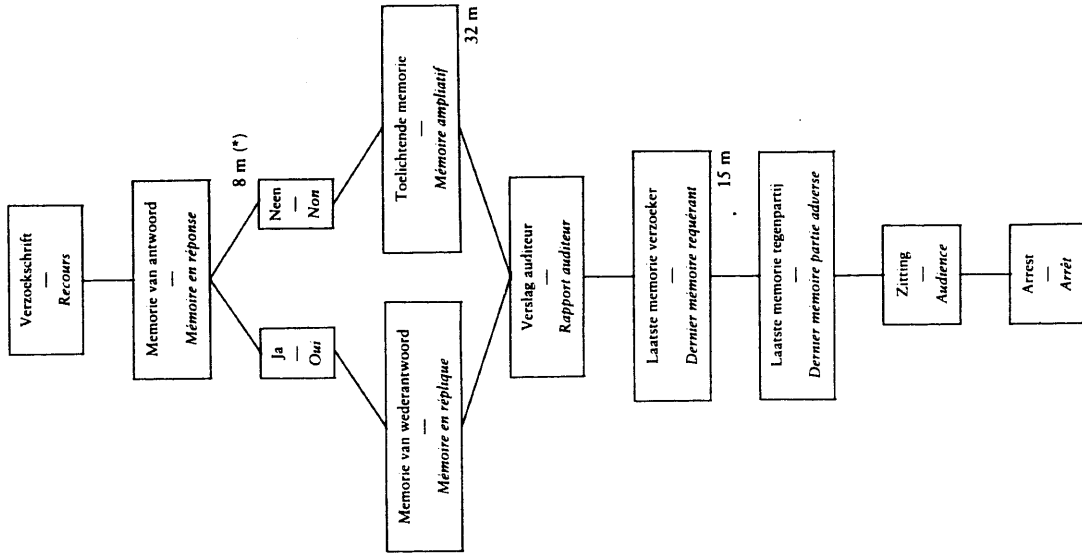 Verzoekschrift
—
Recours
Memorie van antwoord
—
Mémoire en réponse
8 m (*)
Ja
—
Oui
Neen
—
Non
Memorie van wederantwoord
—
Mémoire en réplique
Toelichtende memorie
—
Mémoire ampliatif
32 m
Verslag auditeur
—
Rapport auditeur
Laatste memorie verzoeker
—
Dernier mémoire requérant
15 m
Laatste memorie tegenpartij
—
Dernier mémoire partie adverse
Zitting
—
Audience
Arrest
—
Arrêt